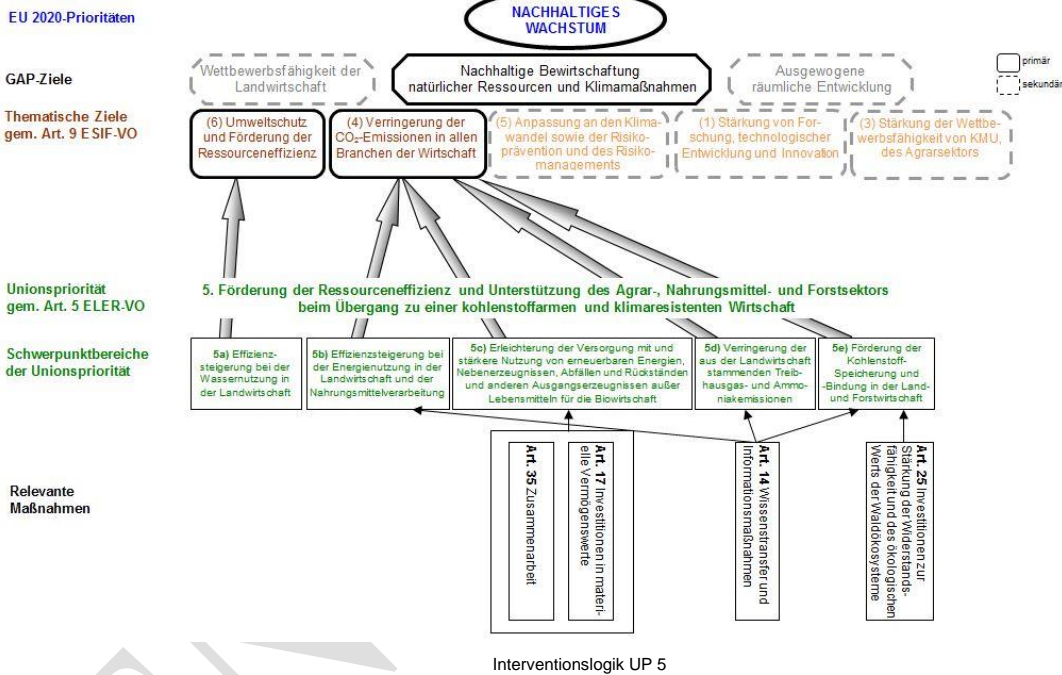 EU 2020-Prioritäten
NACHHALTIGES
WACHSTUM
GAP-Ziele
Wettbewerbsfähigkeit der
Landwirtschaft
Nachhaltige Bewirtschaftung
natürlicher Ressourcen und Klimamaßnahmen
Ausgewogene
räumliche Entwicklung
primär
sekundär
Thematische Ziele
gem. Art. 9 ESIF-VO
(6) Umweltschutz
und Förderung der
Ressourceneffizienz
(4) Verringerung der
CO₂-Emissionen in allen
Branchen der Wirtschaft
(5) Anpassung an den Klima-
wandel sowie der Risiko-
prävention und des Risiko-
managements
(1) Stärkung von For-
schung, technologischer
Entwicklung und Innovation
(3) Stärkung der Wettbe-
werbsfähigkeit von KMU,
des Agrarsektors
Unionspriorität
gem. Art. 5 ELER-VO
5. Förderung der Ressourceneffizienz und Unterstützung des Agrar-, Nahrungsmittel- und Forstsektors
beim Übergang zu einer kohlenstoffarmen und klimaresistenten Wirtschaft
Schwerpunktbereiche
der Unionspriorität
5a) Effizienz-
steigerung bei der
Wassernutzung in
der Landwirtschaft
5b) Effizienzsteigerung bei
der Energienutzung in der
Landwirtschaft und der
Nahrungsmittelverarbeitung
5c) Erleichterung der Versorgung mit und
stärkere Nutzung von erneuerbaren Energien,
Nebenerzeugnissen, Abfällen und Rückständen
und anderen Ausgangserzeugnissen außer
Lebensmitteln für die Biowirtschaft
5d) Verringerung der
aus der Landwirtschaft
stammenden Treib-
hausgas- und Ammo-
niakemissionen
5e) Förderung der
Kohlenstoff-
Speicherung und
-Bindung in der Land-
und Forstwirtschaft
Relevante
Maßnahmen
Art. 35 Zusammenarbeit
Art. 17 Investitionen in materi-
elle Vermögenswerte
Art. 14 Wissenstransfer und
Informationsmaßnahmen
Art. 25 Investitionen zur
Stärkung der Widerstands-
fähigkeit und des ökologischen
Werts der Waldökosysteme
Interventionslogik UP 5